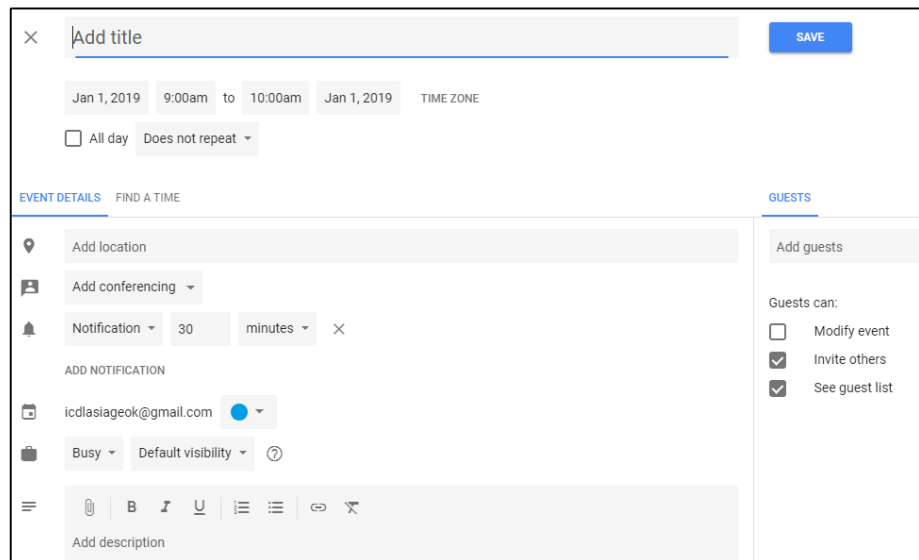 Add title
SAVE
Jan 1, 2019 9:00am to 10:00am Jan 1, 2019 TIME ZONE
All day Does not repeat
EVENT DETAILS FIND A TIME
GUESTS
Add location
Add guests
Add conferencing
Guests can:
Notification 30 minutes
Modify event
Invite others
ADD NOTIFICATION
See guest list
icdlasiageok@gmail.com
Busy Default visibility
B I U
Add description